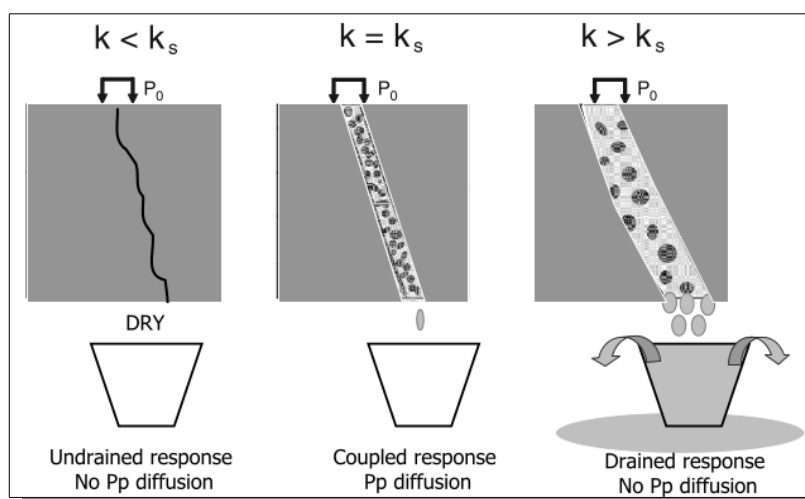 k < kₛ
k = kₛ
k > kₛ
P₀
P₀
P₀
DRY
Undrained response
No Pp diffusion
Coupled response
Pp diffusion
Drained response
No Pp diffusion